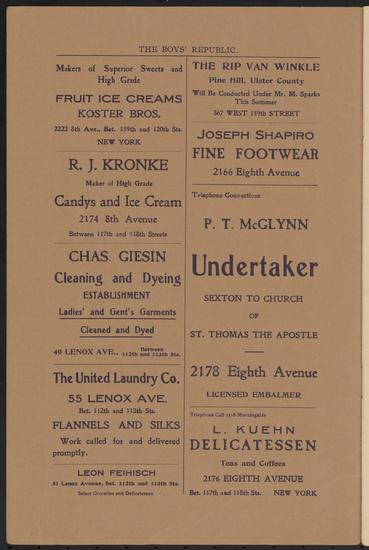 THE BOYS' REPUBLIC.
Makers of Superior Sweets and
High Grade
FRUIT ICE CREAMS
KOSTER BROS.
2222 8th Ave., Bet. 119th and 120th Sts.
NEW YORK
R. J. KRONKE
Maker of High Grade
Candys and Ice Cream
2174 8th Avenue
Between 117th and 118th Streets
CHAS. GIESIN
Cleaning and Dyeing
ESTABLISHMENT
Ladies' and Gent's Garments
Cleaned and Dyed
49 LENOX AVE., Between 112th and 113th Sts.
The United Laundry Co.
55 LENOX AVE.
Bet. 112th and 113th Sts.
FLANNELS AND SILKS
Work called for and delivered
promptly.
LEON FEIHISCH
51 Lenox Avenue, bet. 112th and 113th Sts.
Select Groceries and Delicatessen
THE RIP VAN WINKLE
Pine Hill, Ulster County
Will Be Conducted Under Mr. M. Sparks
This Summer
367 WEST 119th STREET
JOSEPH SHAPIRO
FINE FOOTWEAR
2166 Eighth Avenue
Telephone Connections
P. T. McGLYNN
Undertaker
SEXTON TO CHURCH
OF
ST. THOMAS THE APOSTLE
2178 Eighth Avenue
LICENSED EMBALMER
Telephone Call Morningside
L. KUEHN
DELICATESSEN
Teas and Coffees
2176 EIGHTH AVENUE
Bet. 117th and 118th Sts. NEW YORK